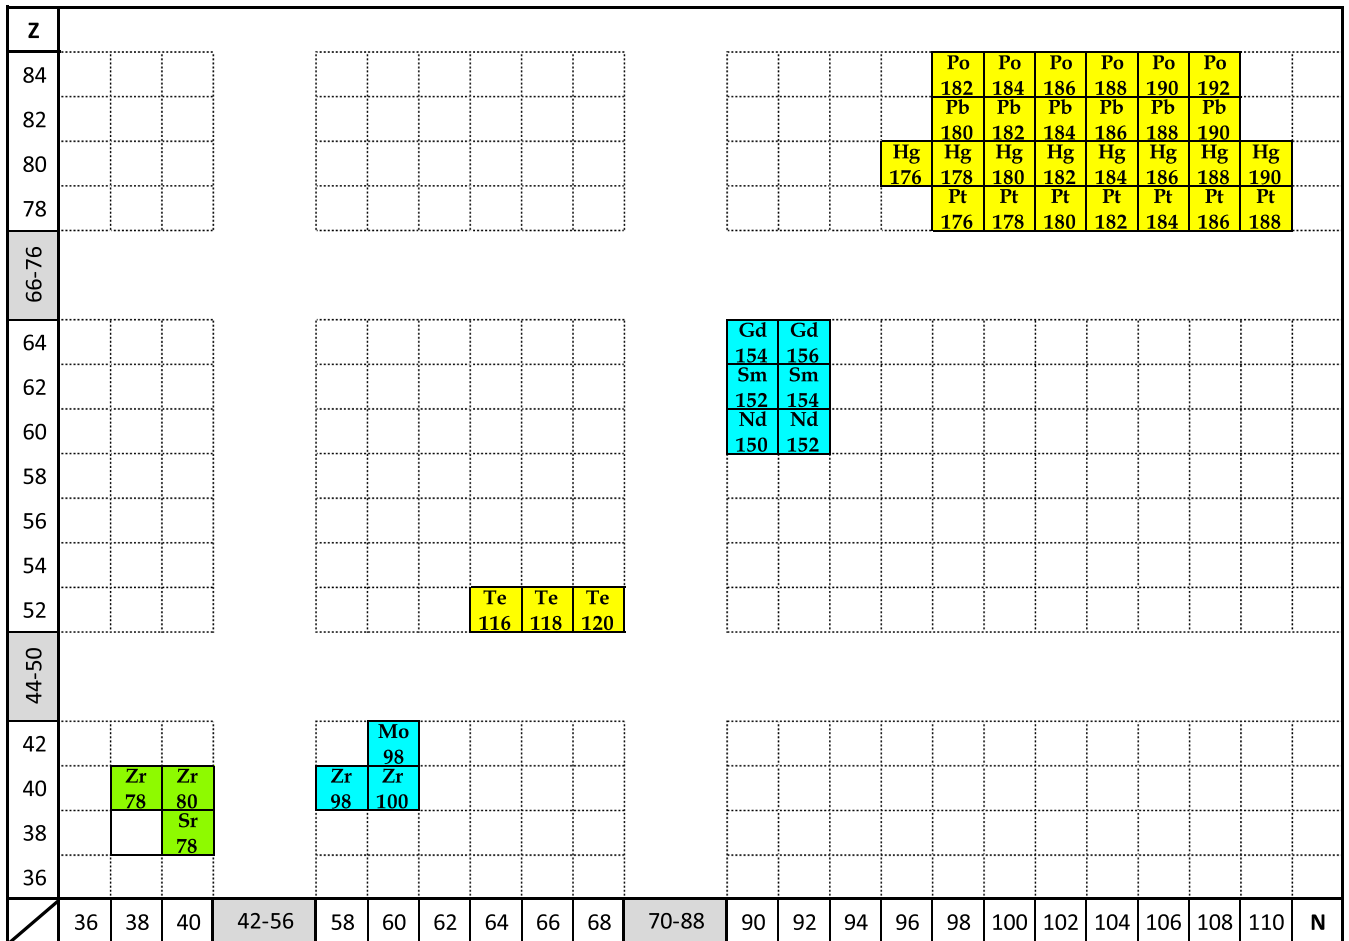 Z
84
Po Po Po Po Po Po
182 184 186 188 190 192
82
Pb Pb Pb Pb Pb Pb
180 182 184 186 188 190
80
Hg Hg Hg Hg Hg Hg Hg Hg
176 178 180 182 184 186 188 190
78
Pt Pt Pt Pt Pt Pt Pt
176 178 180 182 184 186 188
66-76
64
Gd Gd
154 156
62
Sm Sm
152 154
60
Nd Nd
150 152
58
56
54
52
Te Te Te
116 118 120
44-50
42
Mo
98
40
Zr Zr Zr Zr
78 80 98 100
38
Sr
78
36
36 38 40 42-56 58 60 62 64 66 68 70-88 90 92 94 96 98 100 102 104 106 108 110 N